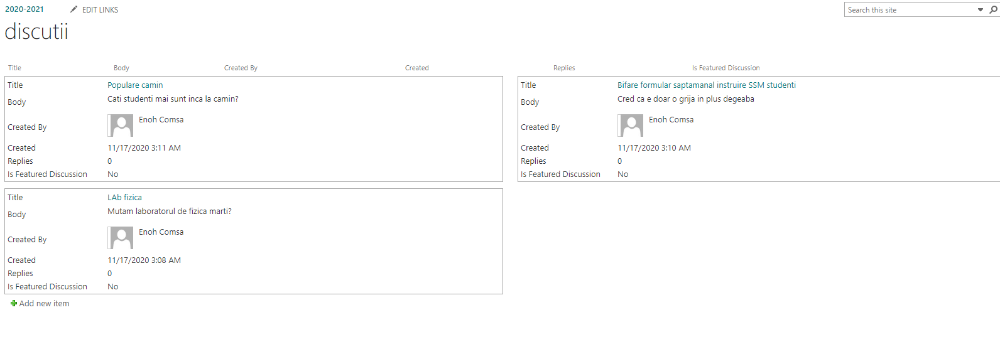 2020-2021 EDIT LINKS Search this site
discutii
Title Body Created By Created Replies Is Featured Discussion
Title Populare camin
Body Cati studenti mai sunt inca la camin?
Created By Enoh Comsa
Created 11/17/2020 3:11 AM
Replies 0
Is Featured Discussion No
Title Bifare formular saptamanal instruire SSM studenti
Body Cred ca e doar o grija in plus degeaba
Created By Enoh Comsa
Created 11/17/2020 3:10 AM
Replies 0
Is Featured Discussion No
Title LAb fizica
Body Mutam laboratorul de fizica marti?
Created By Enoh Comsa
Created 11/17/2020 3:08 AM
Replies 0
Is Featured Discussion No
Add new item